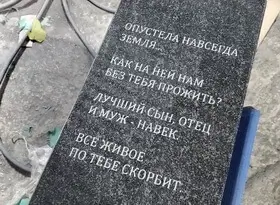 ОПУСТЕЛА НАВСЕГДА
ЗЕМЛЯ...
КАК НА НЕЙ НАМ
БЕЗ ТЕБЯ ПРОЖИТЬ?
ЛУЧШИЙ СЫН, ОТЕЦ
И МУЖ - НАВЕК.
ВСЕ ЖИВОЕ
ПО ТЕБЕ СКОРБИТ.